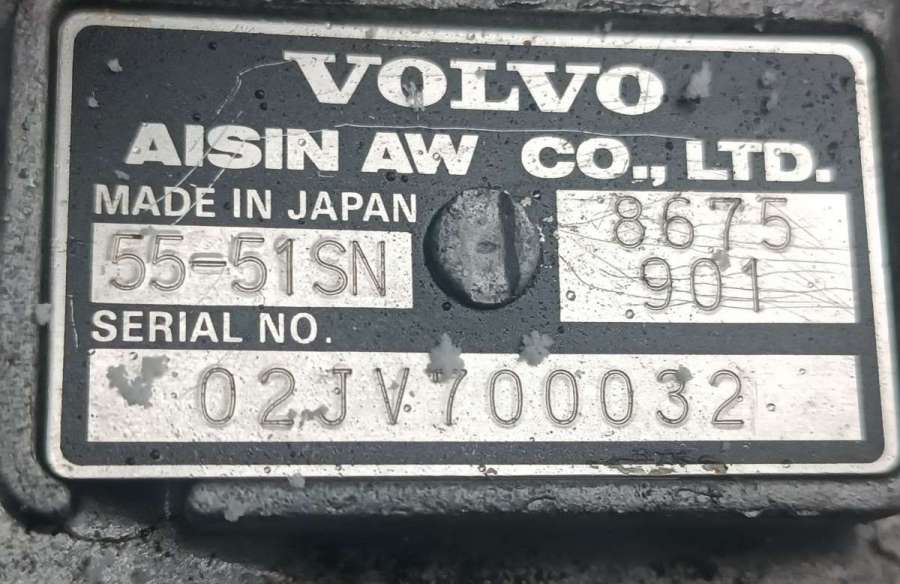 VOLVO
AISIN AW CO., LTD.
MADE IN JAPAN
55-51SN
8675
901
SERIAL NO.
02JV700032